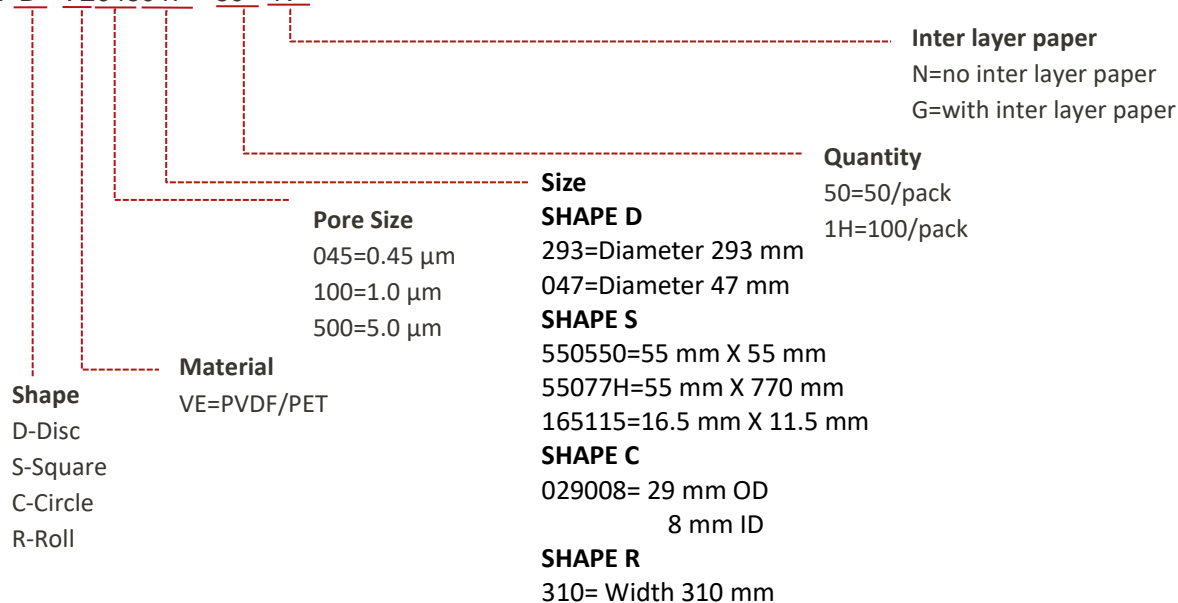 Inter layer paper
N=no inter layer paper
G=with inter layer paper
Quantity
50=50/pack
1H=100/pack
Size
SHAPE D
293=Diameter 293 mm
047=Diameter 47 mm
SHAPE S
550550=55 mm X 55 mm
55077H=55 mm X 770 mm
165115=16.5 mm X 11.5 mm
SHAPE C
029008= 29 mm OD
8 mm ID
SHAPE R
310= Width 310 mm
Pore Size
045=0.45 µm
100=1.0 µm
500=5.0 µm
Material
VE=PVDF/PET
Shape
D-Disc
S-Square
C-Circle
R-Roll